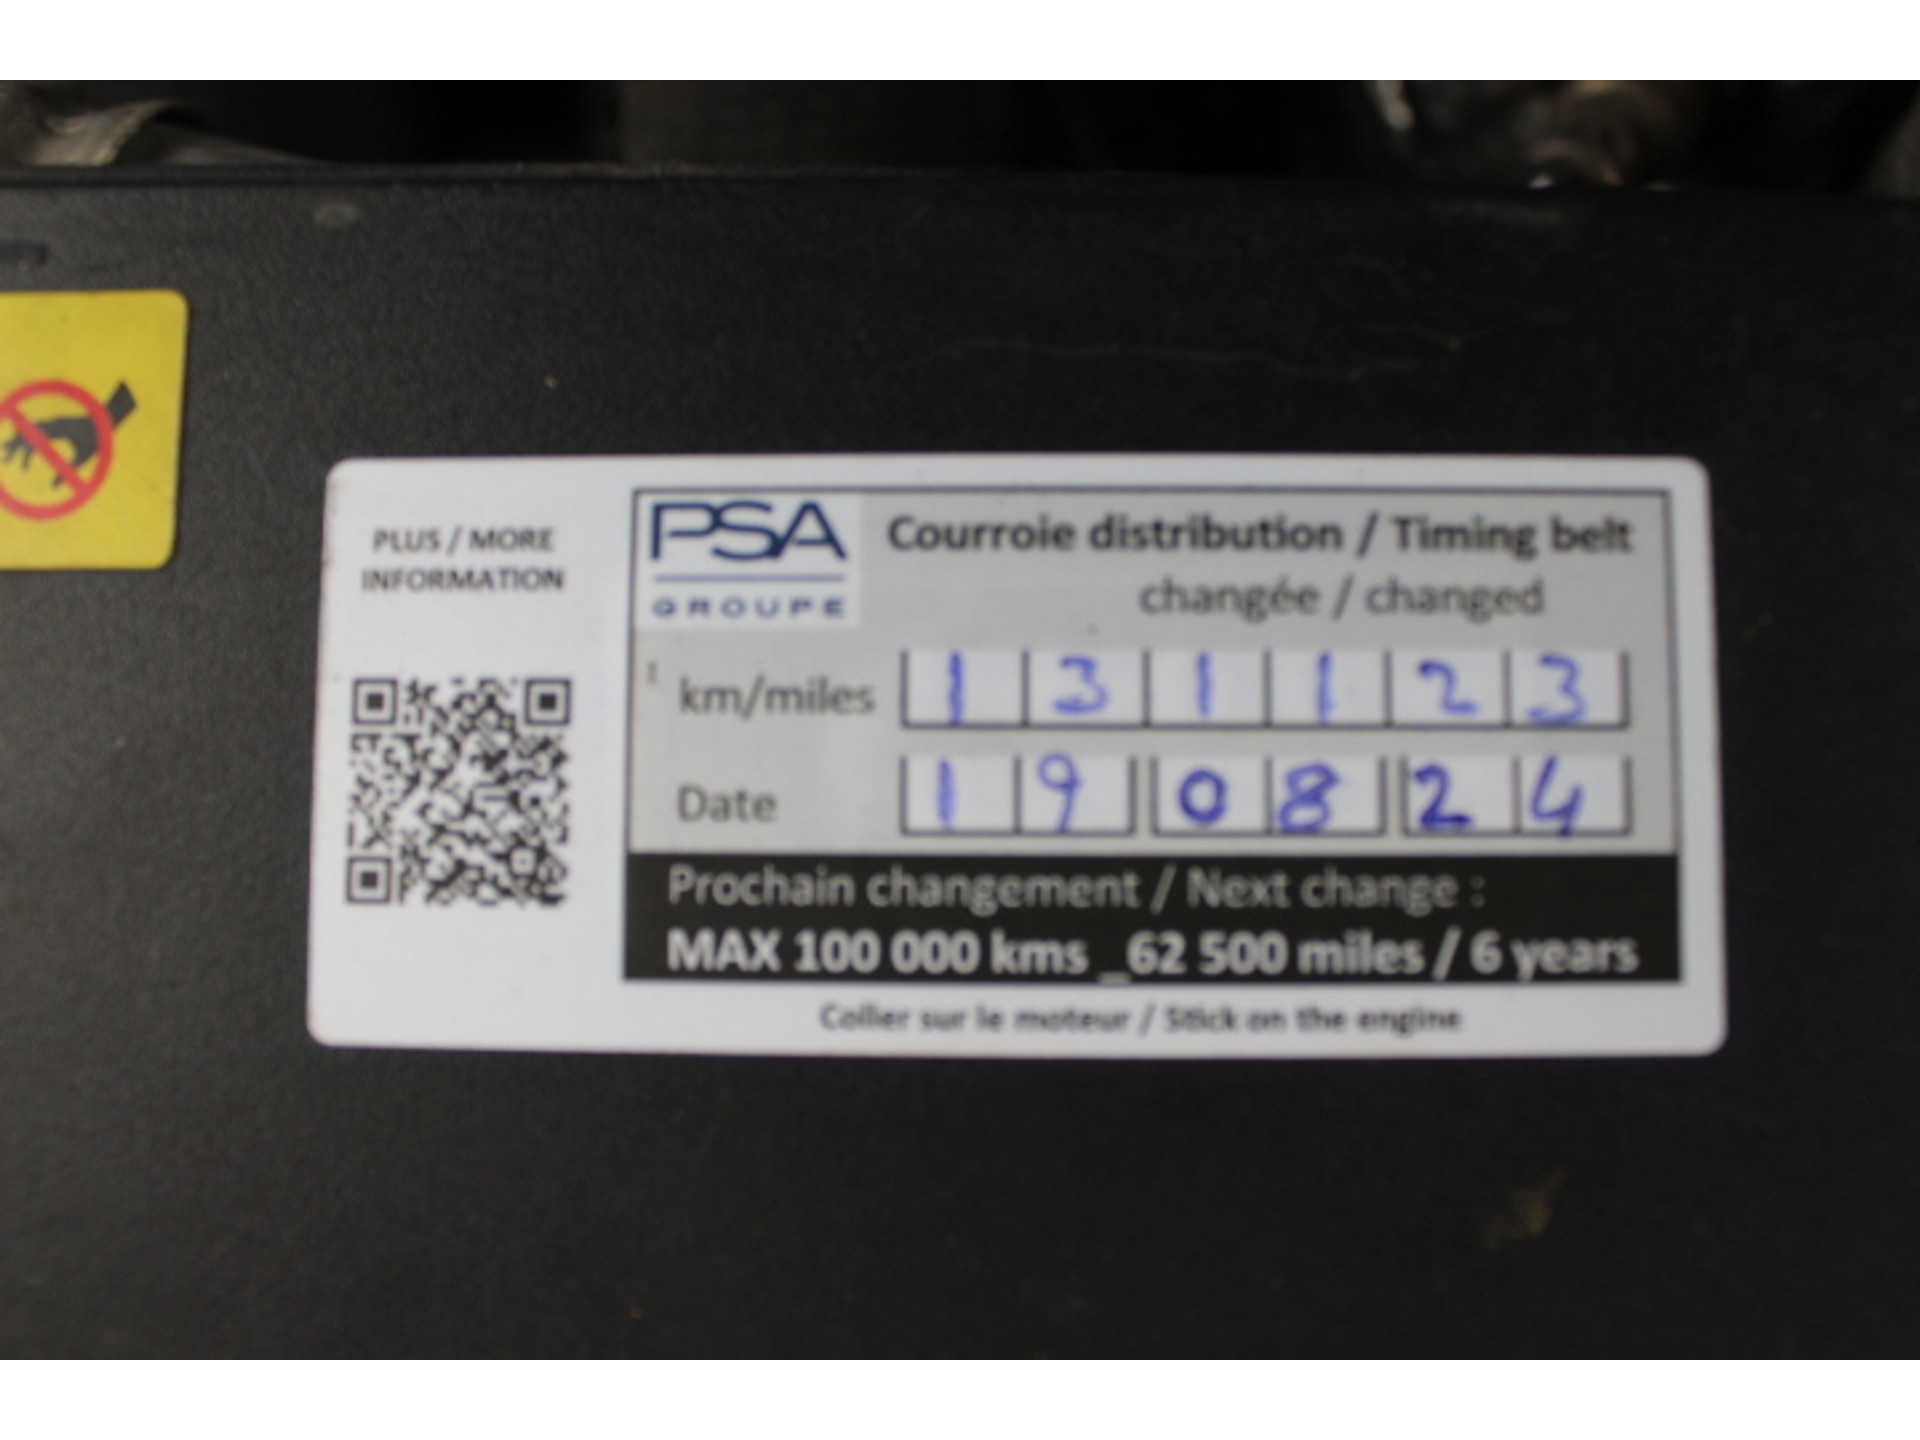 PLUS / MORE
INFORMATION
PSA
GROUPE
Courroie distribution / Timing belt
changée / changed
km/miles 1 3 1 1 2 3
Date 1 9 0 8 2 4
Prochain changement / Next change :
MAX 100 000 kms _62 500 miles / 6 years
Coller sur le moteur / Stick on the engine